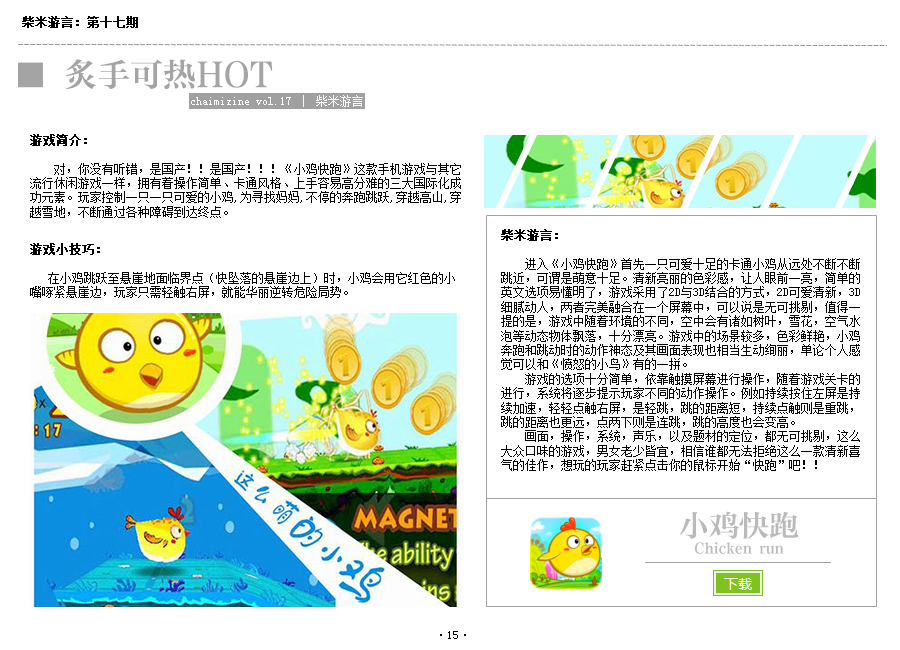 柴米游言：第十七期
炙手可热HOT
chaimizine vol.17 | 柴米游言
游戏简介：
对，你没有听错，是国产！！是国产！！！《小鸡快跑》这款手机游戏与其它
流行休闲游戏一样，拥有着操作简单、卡通风格、上手容易高分难的三大国际化成
功元素。玩家控制一只一只可爱的小鸡,为寻找妈妈,不停的奔跑跳跃,穿越高山,穿
越雪地，不断通过各种障碍到达终点。
游戏小技巧：
在小鸡跳跃至悬崖地面临界点（快坠落的悬崖边上）时，小鸡会用它红色的小
嘴啄紧悬崖边，玩家只需轻触右屏，就能华丽逆转危险局势。
:17
这么萌的小鸡
MAGNET
he ability
ins
柴米游言：
进入《小鸡快跑》首先一只可爱十足的卡通小鸡从远处不断不断
跳近，可谓是萌意十足。清新亮丽的色彩感，让人眼前一亮，简单的
英文选项易懂明了，游戏采用了2D与3D结合的方式，2D可爱清新，3D
细腻动人，两者完美融合在一个屏幕中，可以说是无可挑剔，值得一
提的是，游戏中随着环境的不同，空中会有诸如树叶，雪花，空气水
泡等动态物体飘落，十分漂亮。游戏中的场景较多，色彩鲜艳，小鸡
奔跑和跳动时的动作神态及其画面表现也相当生动绚丽，单论个人感
觉可以和《愤怒的小鸟》有的一拼。
游戏的选项十分简单，依靠触摸屏幕进行操作，随着游戏关卡的
进行，系统将逐步提示玩家不同的动作操作。例如持续按住左屏是持
续加速，轻轻点触右屏，是轻跳，跳的距离短，持续点触则是重跳，
跳的距离也更远，点两下则是连跳，跳的高度也会变高。
画面，操作，系统，声乐，以及题材的定位，都无可挑剔，这么
大众口味的游戏，男女老少皆宜，相信谁都无法拒绝这么一款清新喜
气的佳作，想玩的玩家赶紧点击你的鼠标开始“快跑”吧！！
小鸡快跑
Chicken run
下载
·15·